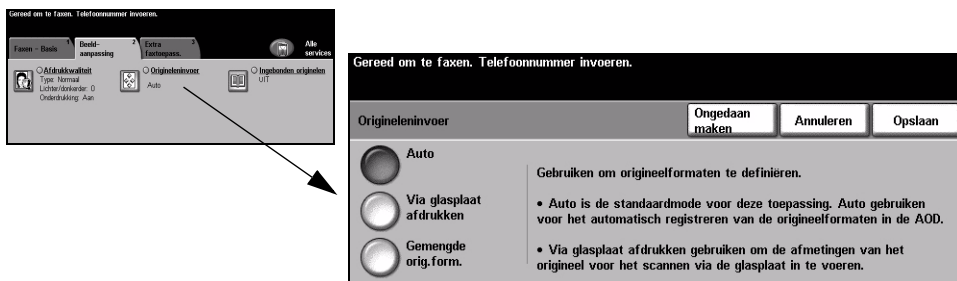 Gereed om te faxen. Telefoonnummer invoeren.
Faxen - Basis 1
Beeld-
aanpassing 2
Extra
faxtoepass. 3
Alle
services
Afdrukkwaliteit
Type: Normaal
Lichter/donkerder: 0
Onderdrukking: Aan
Origineleninvoer
Auto
Ingebonden originelen
UIT
Gereed om te faxen. Telefoonnummer invoeren.
Origineleninvoer
Ongedaan
maken
Annuleren
Opslaan
Auto
Via glasplaat
afdrukken
Gemengde
orig.form.
Gebruiken om origineelformaten te definiëren.
• Auto is de standaardmode voor deze toepassing. Auto gebruiken
voor het automatisch registreren van de origineelformaten in de AOD.
• Via glasplaat afdrukken gebruiken om de afmetingen van het
origineel voor het scannen via de glasplaat in te voeren.